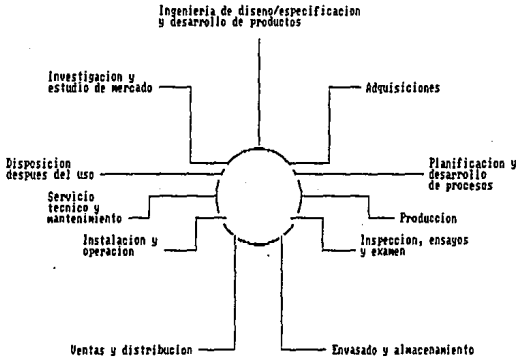 Ingenieria de diseno/especificacion
y desarrollo de productos
Investigacion y
estudio de mercado
Adquisiciones
Disposicion
despues del uso
Planificacion y
desarrollo
de procesos
Servicio
tecnico y
mantenimiento
Produccion
Instalacion y
operacion
Inspeccion, ensayos
y examen
Ventas y distribucion
Envasado y almacenamiento